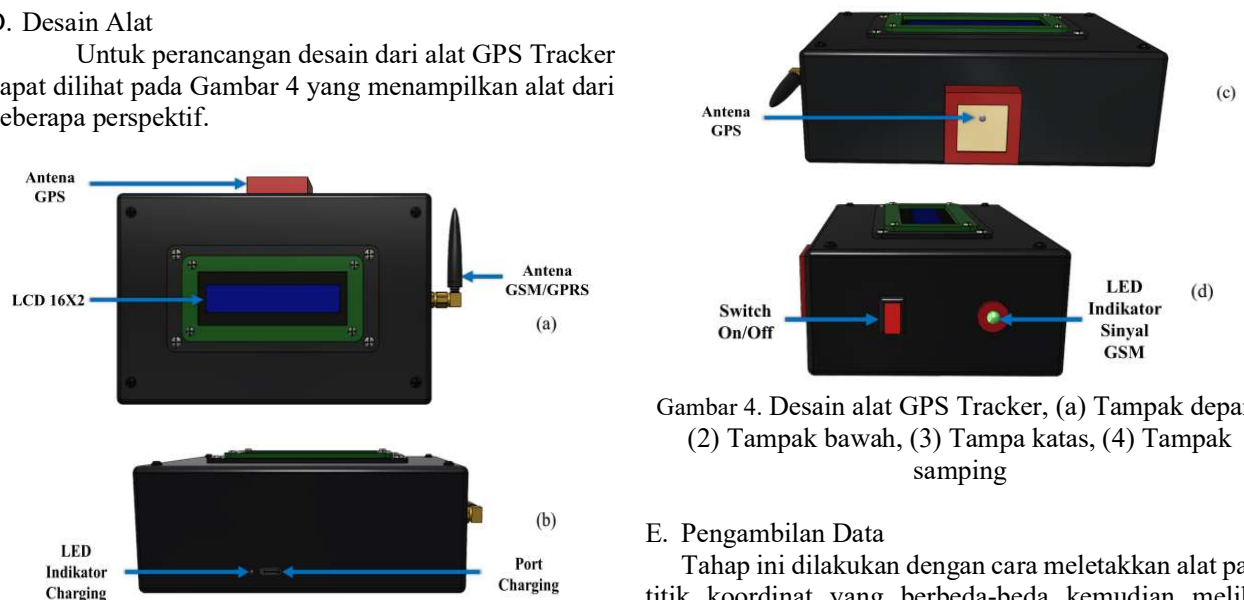 D. Desain Alat
Untuk perancangan desain dari alat GPS Tracker
apat dilihat pada Gambar 4 yang menampilkan alat dari
eberapa perspektif.
Antena
GPS
LCD 16X2
Antena
GSM/GPRS
(a)
LED
Indikator
Charging
(b)
Port
Charging
Antena
GPS
(c)
Switch
On/Off
LED
Indikator
Sinyal
GSM
(d)
Gambar 4. Desain alat GPS Tracker, (a) Tampak depan
(2) Tampak bawah, (3) Tampa katas, (4) Tampak
samping
E. Pengambilan Data
Tahap ini dilakukan dengan cara meletakkan alat pa
titik koordinat yang berbeda-beda kemudian melih